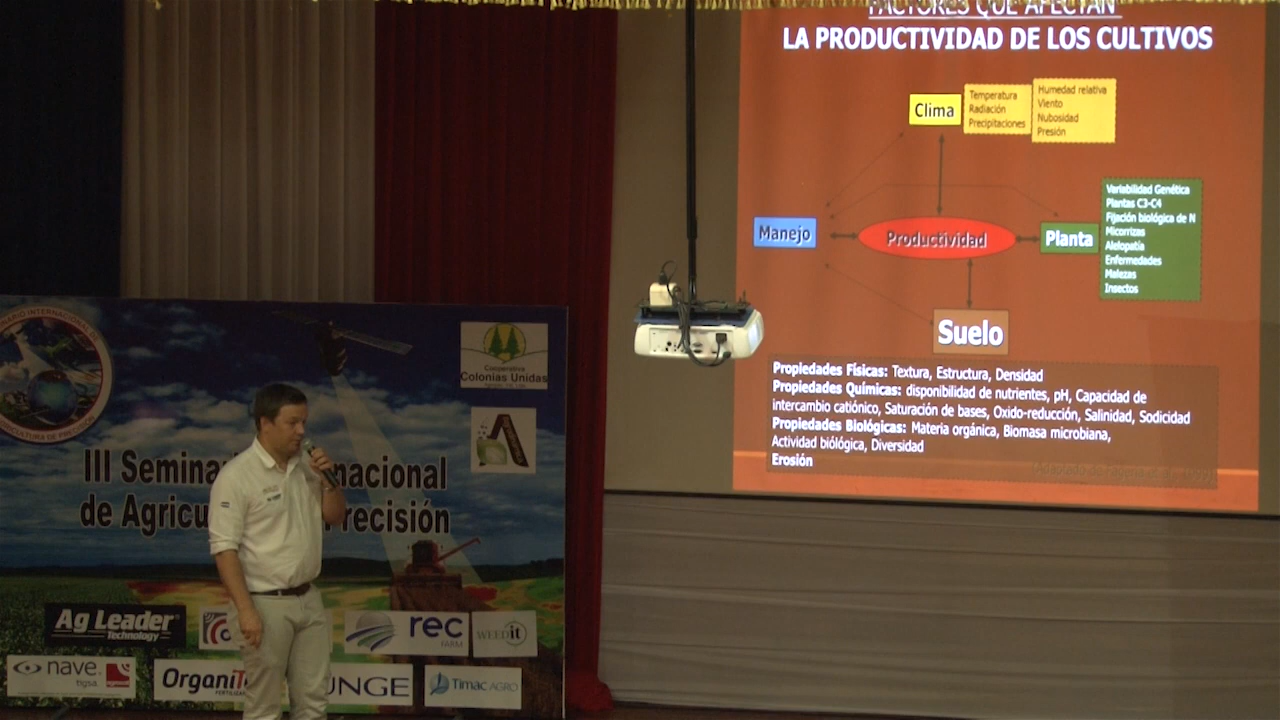 FACTORES QUE AFECTAN
LA PRODUCTIVIDAD DE LOS CULTIVOS
Clima
Temperatura
Radiación
Precipitaciones
Humedad relativa
Viento
Nubosidad
Presión
Manejo
Productividad
Planta
Variabilidad Genética
Plantas C3-C4
Fijación biológica de N
Micorrizas
Alelopatía
Enfermedades
Malezas
Insectos
Suelo
Propiedades Físicas: Textura, Estructura, Densidad
Propiedades Químicas: disponibilidad de nutrientes, pH, Capacidad de
intercambio catiónico, Saturación de bases, Oxido-reducción, Salinidad, Sodicidad
Propiedades Biológicas: Materia orgánica, Biomasa microbiana,
Actividad biólógica, Diversidad
Erosión
Cooperativa
Colonias Unidas
III Semin
nacional
de Agricu
recisión
Ag Leader
Technology
rec
FARM
WEEDit
nave.
tigsa
Organi
FERTILIZA
UNGE
Timac AGRO